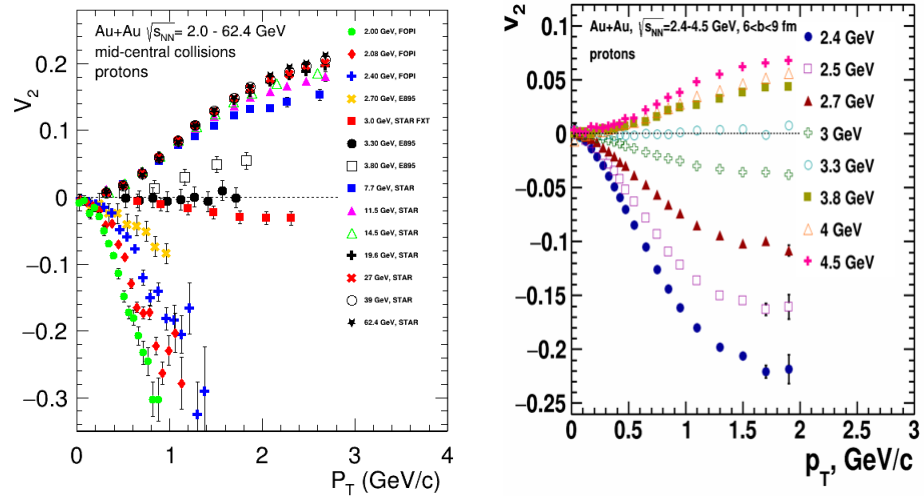 Au+Au √sNN= 2.0 - 62.4 GeV
mid-central collisions
protons
V2
0.2
0.1
0
−0.1
−0.2
−0.3
0
1
2
3
4
PT (GeV/c)
2.00 GeV, FOPI
2.08 GeV, FOPI
2.40 GeV, FOPI
2.70 GeV, E895
3.0 GeV, STAR FXT
3.30 GeV, E895
3.80 GeV, E895
7.7 GeV, STAR
11.5 GeV, STAR
14.5 GeV, STAR
19.6 GeV, STAR
27 GeV, STAR
39 GeV, STAR
62.4 GeV, STAR
Au+Au, √sNN=2.4-4.5 GeV, 6<b<9 fm
protons
v2
0.1
0.05
0
−0.05
−0.1
−0.15
−0.2
−0.25
0
0.5
1
1.5
2
2.5
3
pT, GeV/c
2.4 GeV
2.5 GeV
2.7 GeV
3 GeV
3.3 GeV
3.8 GeV
4 GeV
4.5 GeV